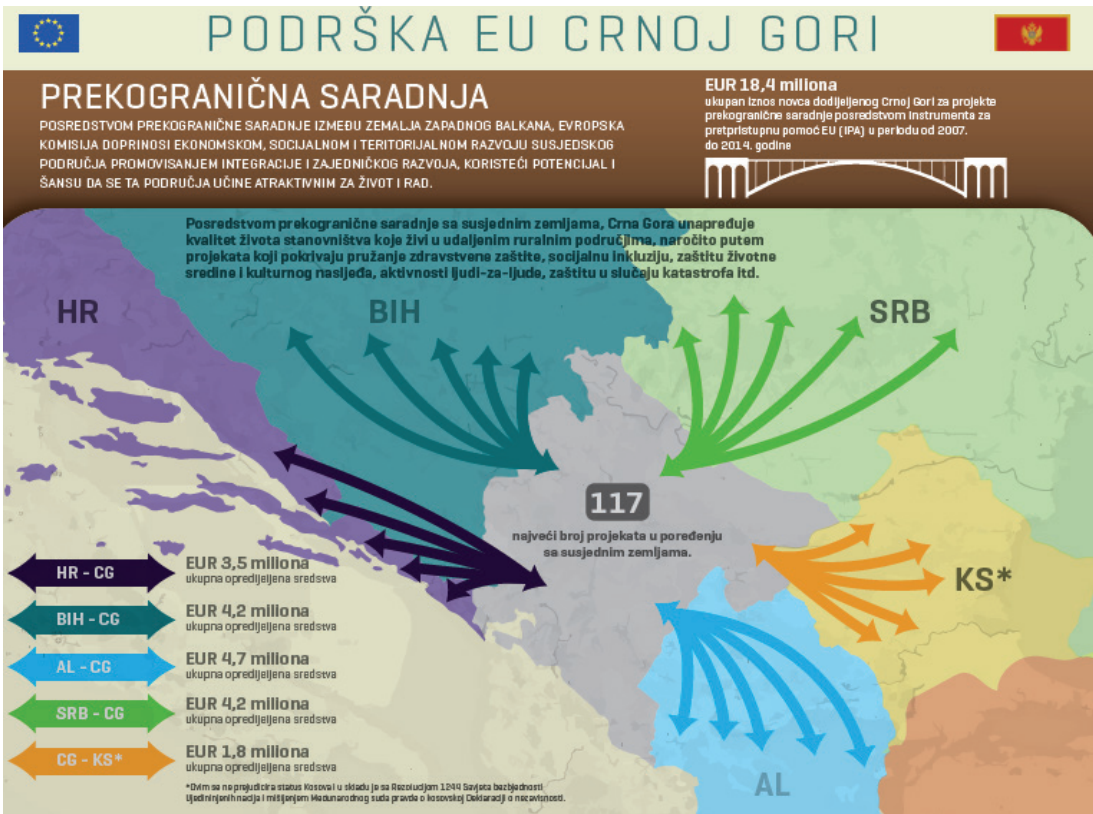 PODRŠKA EU CRNOJ GORI
PREKOGRANIČNA SARADNJA
POSREDSTVOM PREKOGRANIČNE SARADNJE IZMEĐU ZEMALJA ZAPADNOG BALKANA, EVROPSKA
KOMISIJA DOPRINOSI EKONOMSKOM, SOCIJALNOM I TERITORIJALNOM RAZVOJU SUSJEDSKOG
PODRUČJA PROMOVISANJEM INTEGRACIJE I ZAJEDNIČKOG RAZVOJA, KORISTEĆI POTENCIJAL I
ŠANSU DA SE TA PODRUČJA UČINE ATRAKTIVNIM ZA ŽIVOT I RAD.
EUR 18,4 miliona
ukupan iznos novca dodijeljenog Crnoj Gori za projekte
prekogranične saradnje posredstvom Instrumenta za
pretpristupnu pomoć EU (IPA) u periodu od 2007.
do 2014. godine
Posredstvom prekogranične saradnje sa susjednim zemljama, Crna Gora unapređuje
kvalitet života stanovništva koje živi u udaljenim ruralnim područjima, naročito putem
projekata koji pokrivaju pružanje zdravstvene zaštite, socijalnu inkluziju, zaštitu životne
sredine i kulturnog nasljeđa, aktivnosti ljudi-za-ljude, zaštitu u slučaju katastrofa itd.
HR
BIH
SRB
117
najveći broj projekata u poređenju
sa susjednim zemljama.
KS*
AL
HR - CG
EUR 3,5 miliona
ukupna opredijeljena sredstva
BIH - CG
EUR 4,2 miliona
ukupna opredijeljena sredstva
AL - CG
EUR 4,7 miliona
ukupna opredijeljena sredstva
SRB - CG
EUR 4,2 miliona
ukupna opredijeljena sredstva
CG - KS*
EUR 1,8 miliona
ukupna opredijeljena sredstva
*Ovim se ne prejudicira status Kosova i u skladu je sa Rezolucijom 1244 Savjeta bezbjednosti
Ujedininjenih nacija i mišljenjem Međunarodnog suda pravde o kosovskoj Deklaraciji o nezavisnosti.